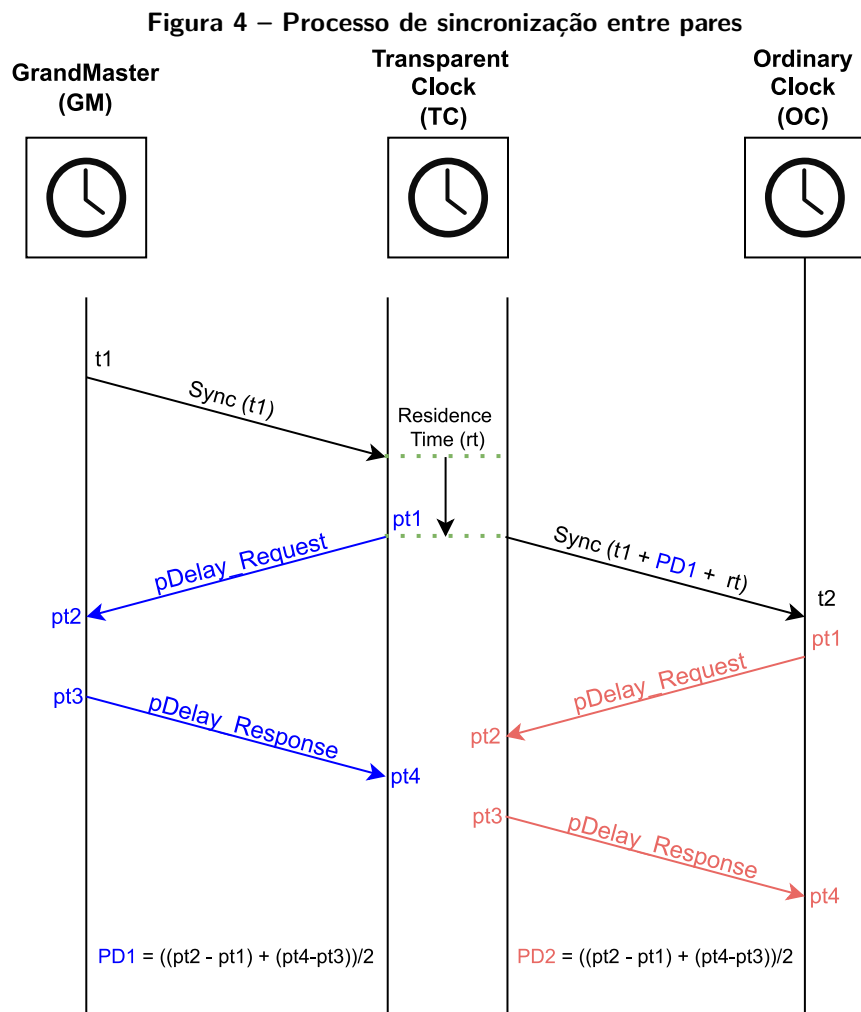 Figura 4 – Processo de sincronização entre pares
GrandMaster
(GM)
Transparent
Clock
(TC)
Ordinary
Clock
(OC)
t1
Sync (t1)
Residence
Time (rt)
pt1
pDelay_Request
Sync (t1 + PD1 + rt)
pt2
t2
pt1
pDelay_Request
pt3
pDelay_Response
pt2
pt4
pt3
pDelay_Response
pt4
PD1 = ((pt2 - pt1) + (pt4-pt3))/2
PD2 = ((pt2 - pt1) + (pt4-pt3))/2